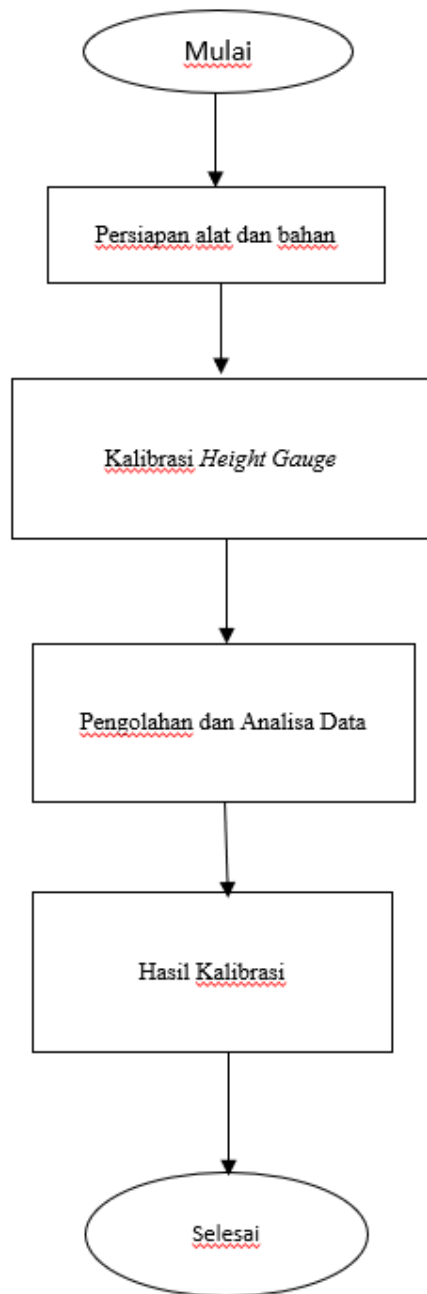 Mulai
Persiapan alat dan bahan
Kalibrasi Height Gauge
Pengolahan dan Analisa Data
Hasil Kalibrasi
Selesai